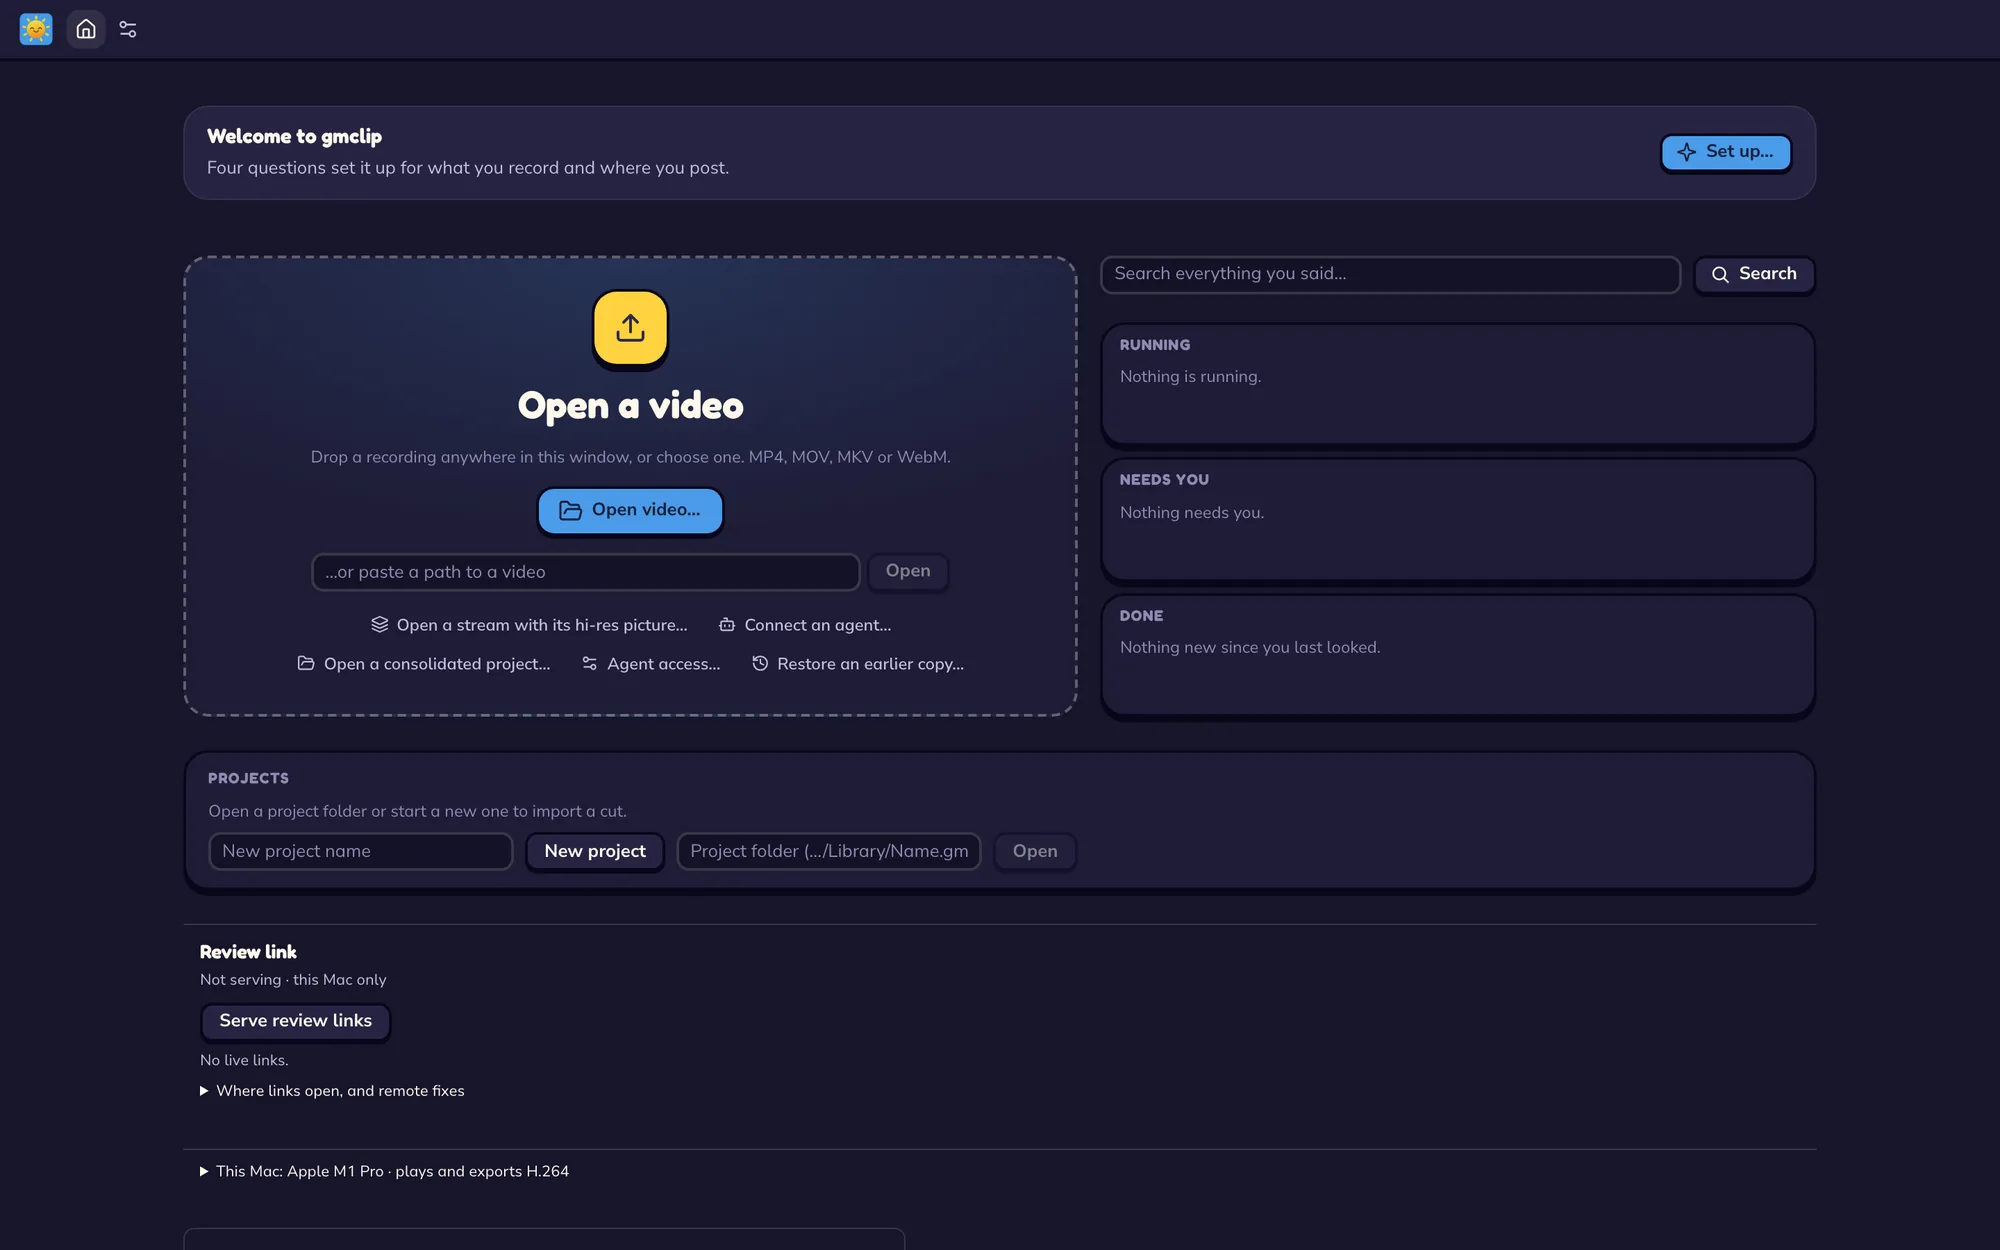 Welcome to gmclip
Four questions set it up for what you record and where you post.
Set up...
Open a video
Drop a recording anywhere in this window, or choose one. MP4, MOV, MKV or WebM.
Open video...
...or paste a path to a video
Open
Open a stream with its hi-res picture...
Connect an agent...
Open a consolidated project...
Agent access...
Restore an earlier copy...
Search everything you said...
Search
RUNNING
Nothing is running.
NEEDS YOU
Nothing needs you.
DONE
Nothing new since you last looked.
PROJECTS
Open a project folder or start a new one to import a cut.
New project name
New project
Project folder (.../Library/Name.gm
Open
Review link
Not serving · this Mac only
Serve review links
No live links.
Where links open, and remote fixes
This Mac: Apple M1 Pro · plays and exports H.264